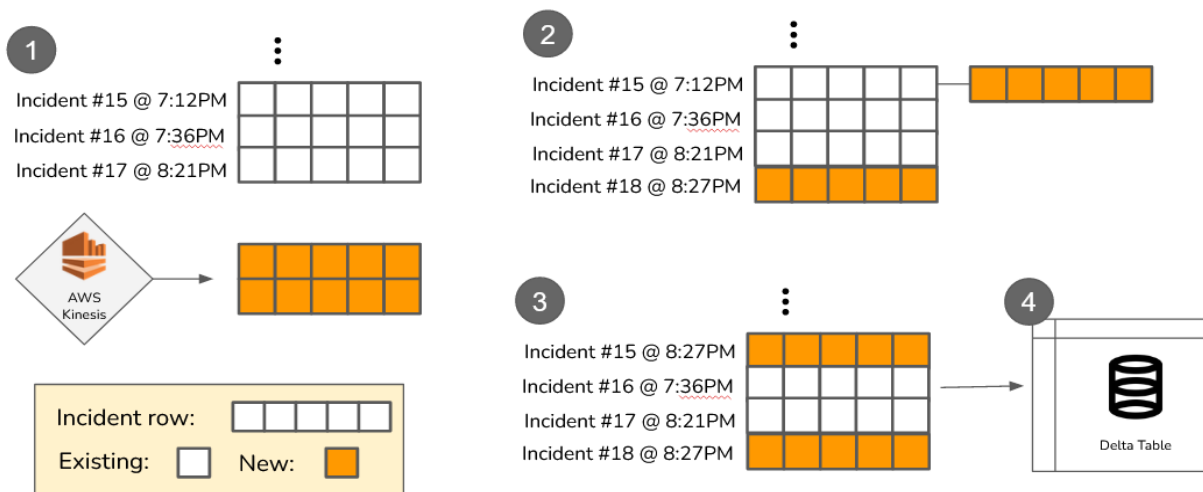 1
Incident #15 @ 7:12PM
Incident #16 @ 7:36PM
Incident #17 @ 8:21PM
AWS
Kinesis
Incident row:
Existing:
New:
2
Incident #15 @ 7:12PM
Incident #16 @ 7:36PM
Incident #17 @ 8:21PM
Incident #18 @ 8:27PM
3
Incident #15 @ 8:27PM
Incident #16 @ 7:36PM
Incident #17 @ 8:21PM
Incident #18 @ 8:27PM
4
Delta Table